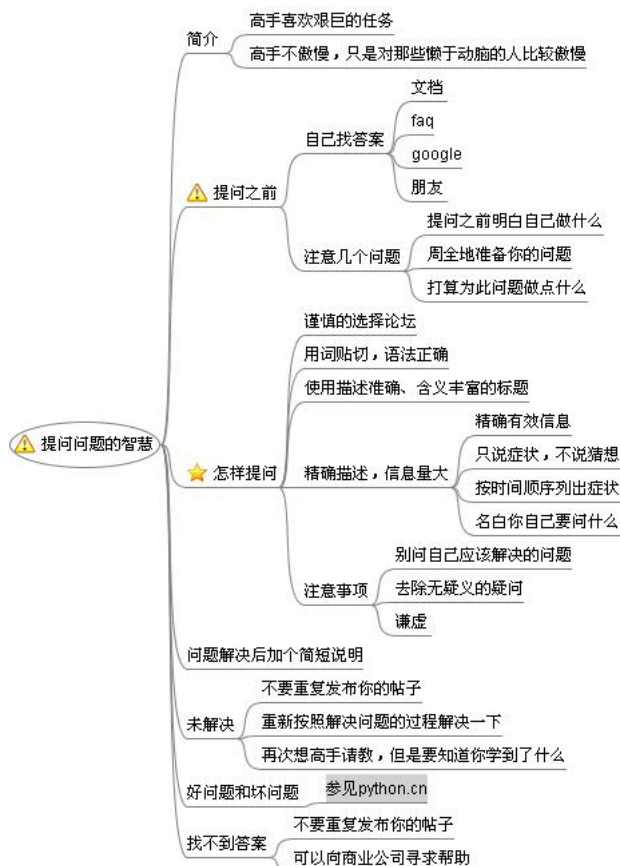 高手喜欢艰巨的任务
简介
高手不傲慢，只是对那些懒于动脑的人比较傲慢
文档
faq
自己找答案
google
朋友
提问之前
提问之前明白自己做什么
注意几个问题
周全地准备你的问题
打算为此问题做点什么
谨慎的选择论坛
用词贴切，语法正确
使用描述准确、含义丰富的标题
提问问题的智慧
怎样提问
精确描述，信息量大
精确有效信息
只说症状，不说猜想
按时间顺序列出症状
名白你自己要问什么
别问自己应该解决的问题
注意事项
去除无疑义的疑问
谦虚
问题解决后加个简短说明
不要重复发布你的帖子
未解决
重新按照解决问题的过程解决一下
再次想高手请教，但是要知道你学到了什么
好问题和坏问题
参见python.cn
找不到答案
不要重复发布你的帖子
可以向商业公司寻求帮助